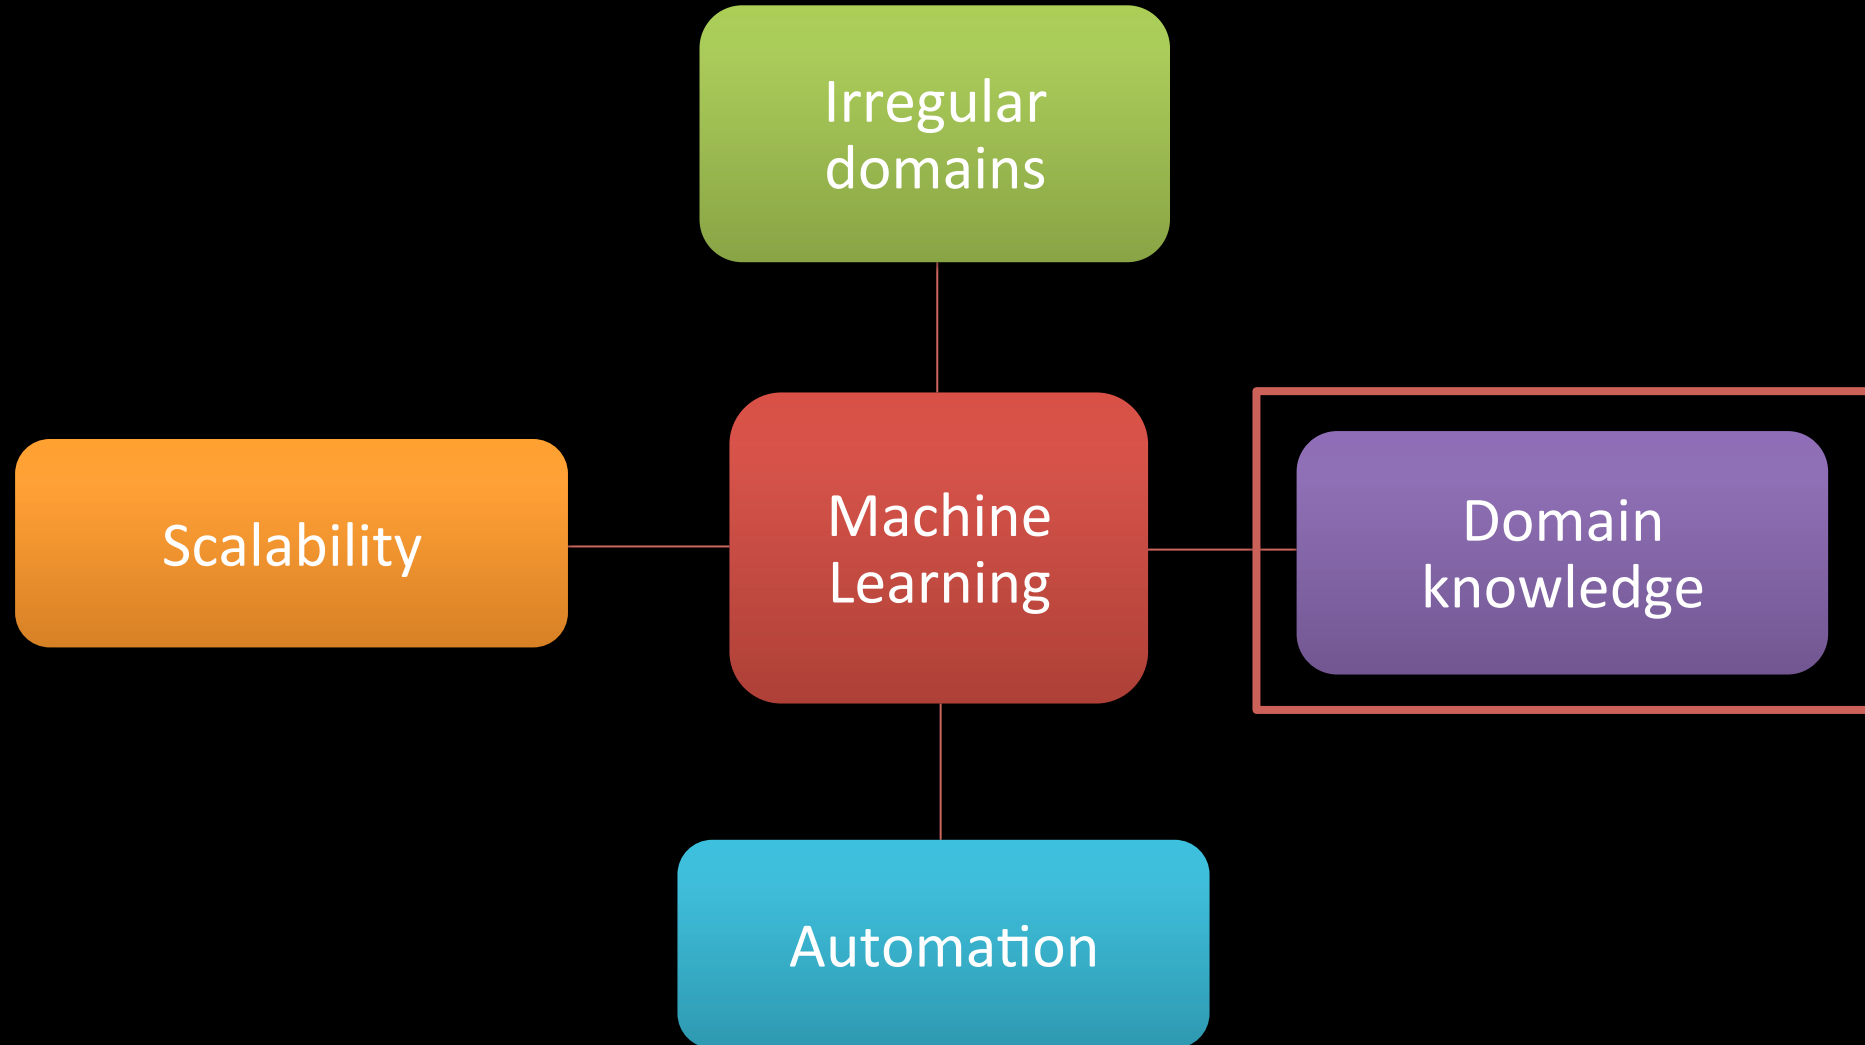 Irregular
domains
Scalability
Machine
Learning
Domain
knowledge
Automation